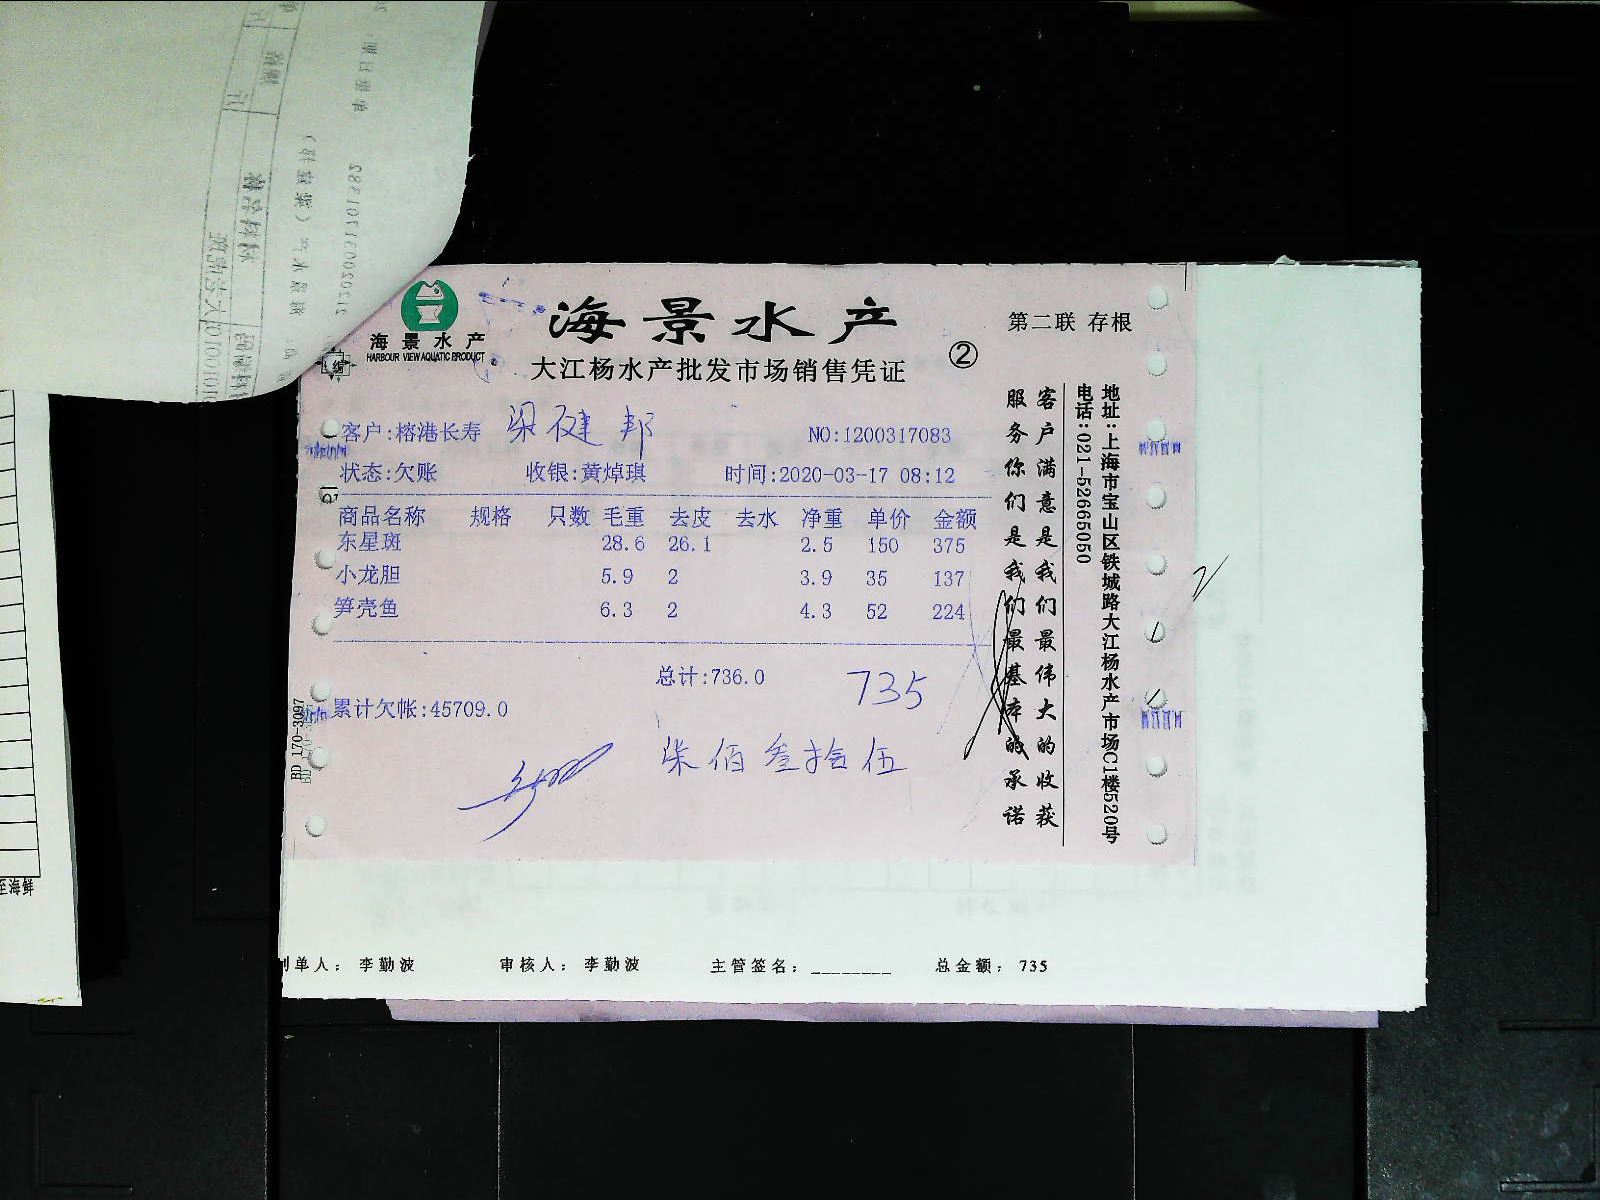 海景水产
HARBOUR VIEW AQUATIC PRODUCT
海景水产
大江杨水产批发市场销售凭证
②
第二联 存根
客户:榕港长寿 梁健邦
NO:1200317083
状态:欠账 收银:黄焯琪 时间:2020-03-17 08:12
商品名称 规格 只数 毛重 去皮 去水 净重 单价 金额
东星斑 28.6 26.1 2.5 150 375
小龙胆 5.9 2 3.9 35 137
笋壳鱼 6.3 2 4.3 52 224
总计:736.0
735
累计欠帐:45709.0
柒佰叁拾伍
客户满意是我们最伟大的收获
服务你们是我们最基本的承诺
地址:上海市宝山区铁城路大江杨水产市场C1楼520号
电话:021-52665050
BD 170-3097
制单人: 李勤波 审核人: 李勤波 主管签名:________ 总金额: 735
至海鲜